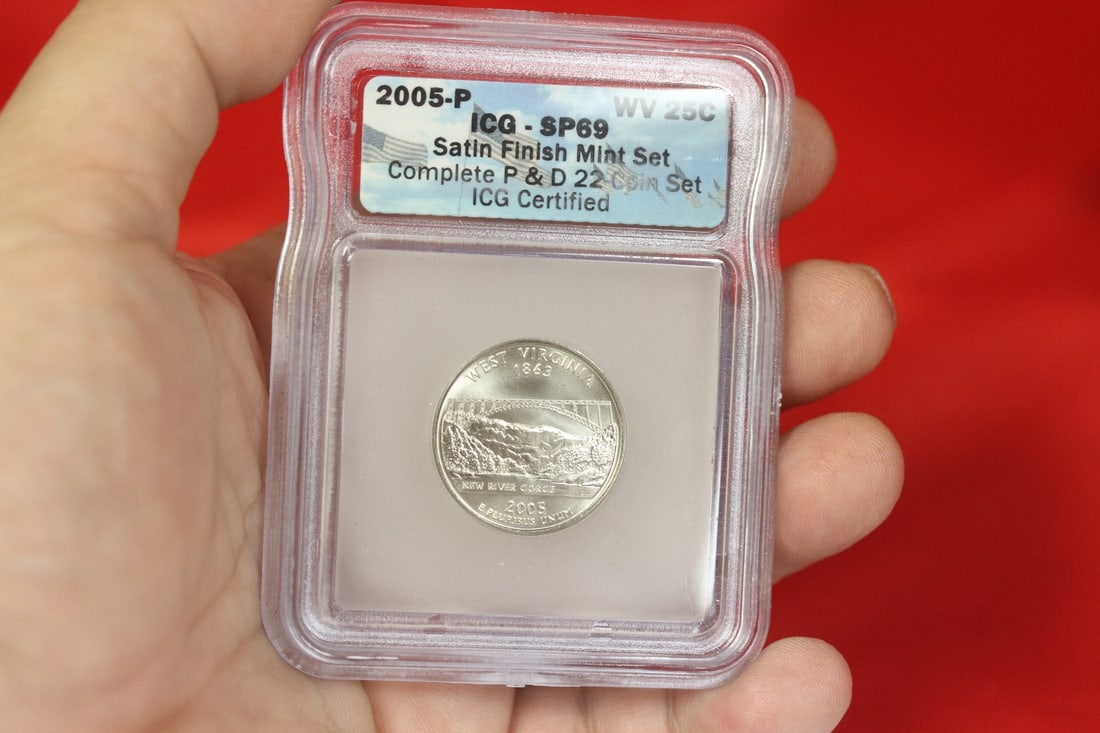 2005-P
WV 25C
ICG - SP69
Satin Finish Mint Set
Complete P & D 22 Coin Set
ICG Certified
WEST VIRGINIA
1863
NEW RIVER GORGE
2005
E PLURIBUS UNUM